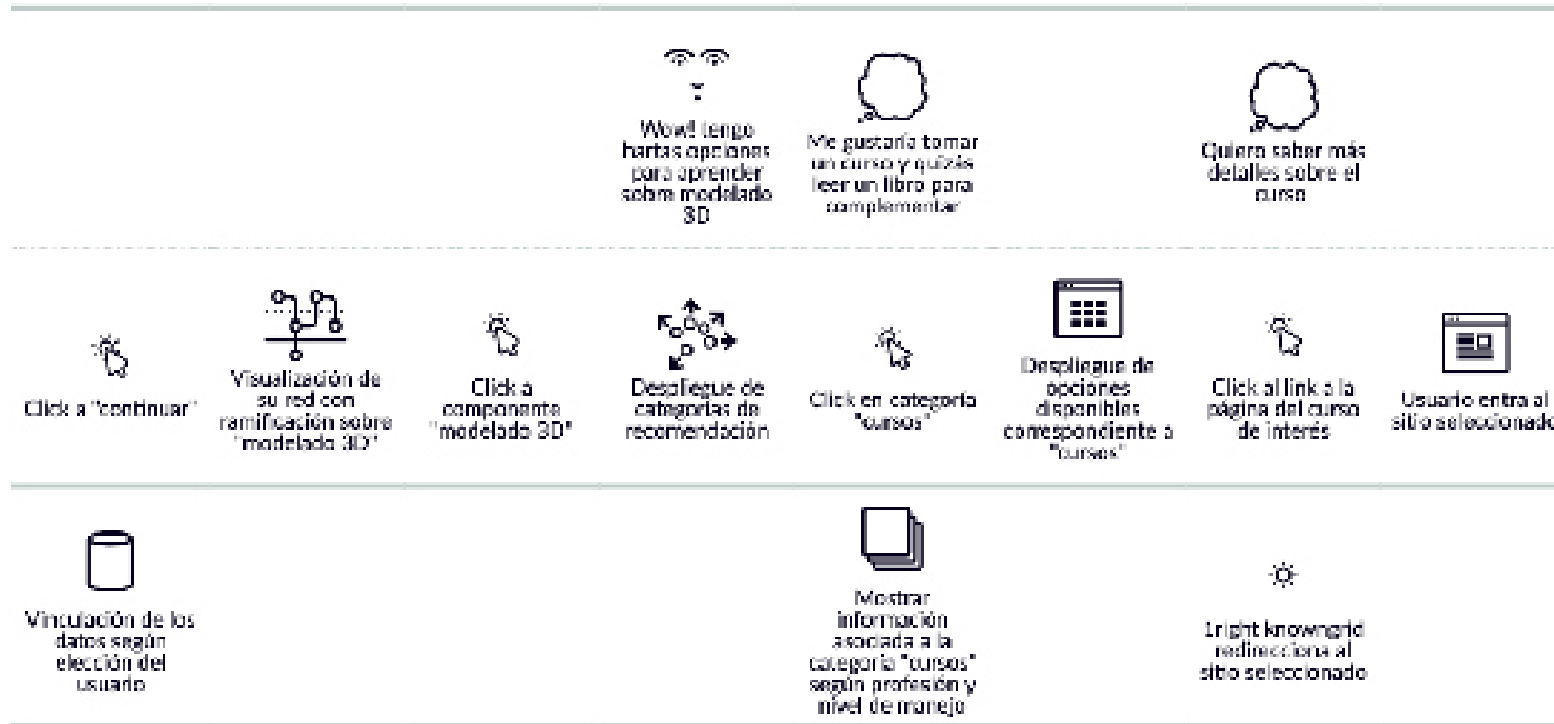 Wow! tengo
hartas opciones
para aprender
sobre modelado
3D
Me gustaría tomar
un curso y quizás
leer un libro para
complementar
Quiero saber más
detalles sobre el
curso
Click a "continuar"
Visualización de
su red con
ramificación sobre
"modelado 3D"
Click a
componente
"modelado 3D"
Despliegue de
categorías de
recomendación
Click en categoría
"cursos"
Despliegue de
opciones
disponibles
correspondiente a
"cursos"
Click al link a la
página del curso
de interés
Usuario entra al
sitio seleccionado
Vinculación de los
datos según
elección del
usuario
Mostrar
información
asociada a la
categoría "cursos"
según profesión y
nivel de manejo
1right knowngrid
redirecciona al
sitio seleccionado